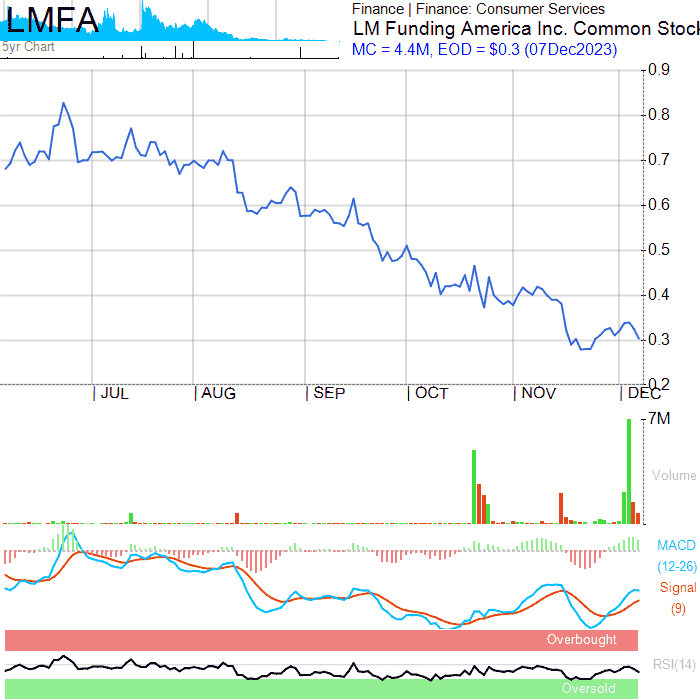 LMFA
5yr Chart
Finance | Finance: Consumer Services
LM Funding America Inc. Common Stock
MC = 4.4M, EOD = $0.3 (07Dec2023)
0.9
0.8
0.7
0.6
0.5
0.4
0.3
0.2
JUL
AUG
SEP
OCT
NOV
DEC
7M
Volume
MACD
(12-26)
Signal
(9)
Overbought
RSI(14)
Oversold